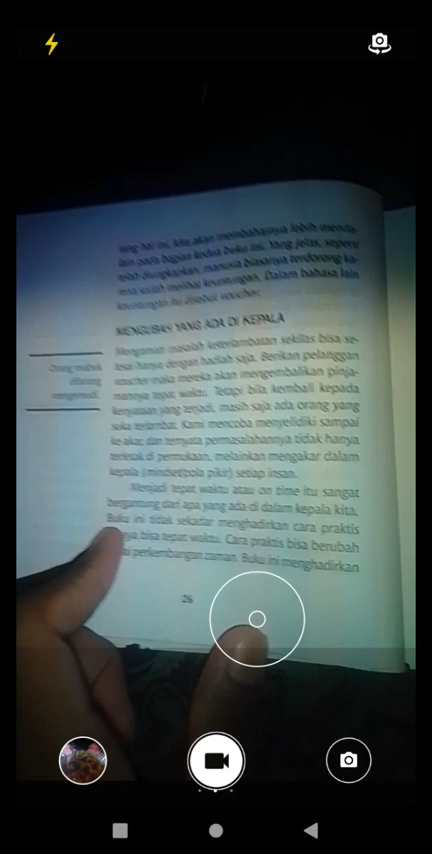 tang hal ini, kita akan membahasnya lebih menda-
lam pada bagian kedua buku ini. Yang jelas, seperti
telah diungkapkan, manusia biasanya terdorong ka-
rena sudah melihat keuntungan. Dalam bahasa lain
keuntungan itu disebut voucher.
MENGUBAH YANG ADA DI KEPALA
Mengamati masalah keterlambatan sekilas bisa se-
lesai hanya dengan hadiah saja. Berikan pelanggan
voucher maka mereka akan mengembalikan pinja-
mannya tepat waktu. Tetapi bila kembali kepada
kenyataan yang terjadi, masih saja ada orang yang
suka terlambat. Kami mencoba menyelidiki sampai
ke akar, dan ternyata permasalahannya tidak hanya
terletak di permukaan, melainkan mengakar dalam
kepala (mindset/pola pikir) setiap insan.
Menjadi tepat waktu atau on time itu sangat
bergantung dari apa yang ada di dalam kepala kita.
Buku ini tidak sekadar menghadirkan cara praktis
bisa tepat waktu. Cara praktis bisa berubah
perkembangan zaman. Buku ini menghadirkan
Orang mabuk
dilarang
mengemudi.
26